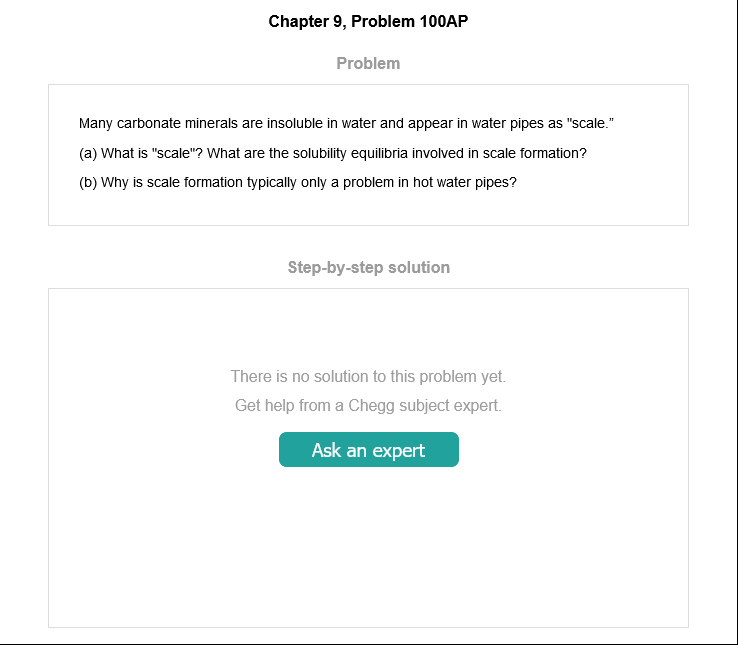 Chapter 9, Problem 100AP
Problem
Many carbonate minerals are insoluble in water and appear in water pipes as "scale.”
(a) What is "scale"? What are the solubility equilibria involved in scale formation?
(b) Why is scale formation typically only a problem in hot water pipes?
Step-by-step solution
There is no solution to this problem yet.
Get help from a Chegg subject expert.
Ask an expert